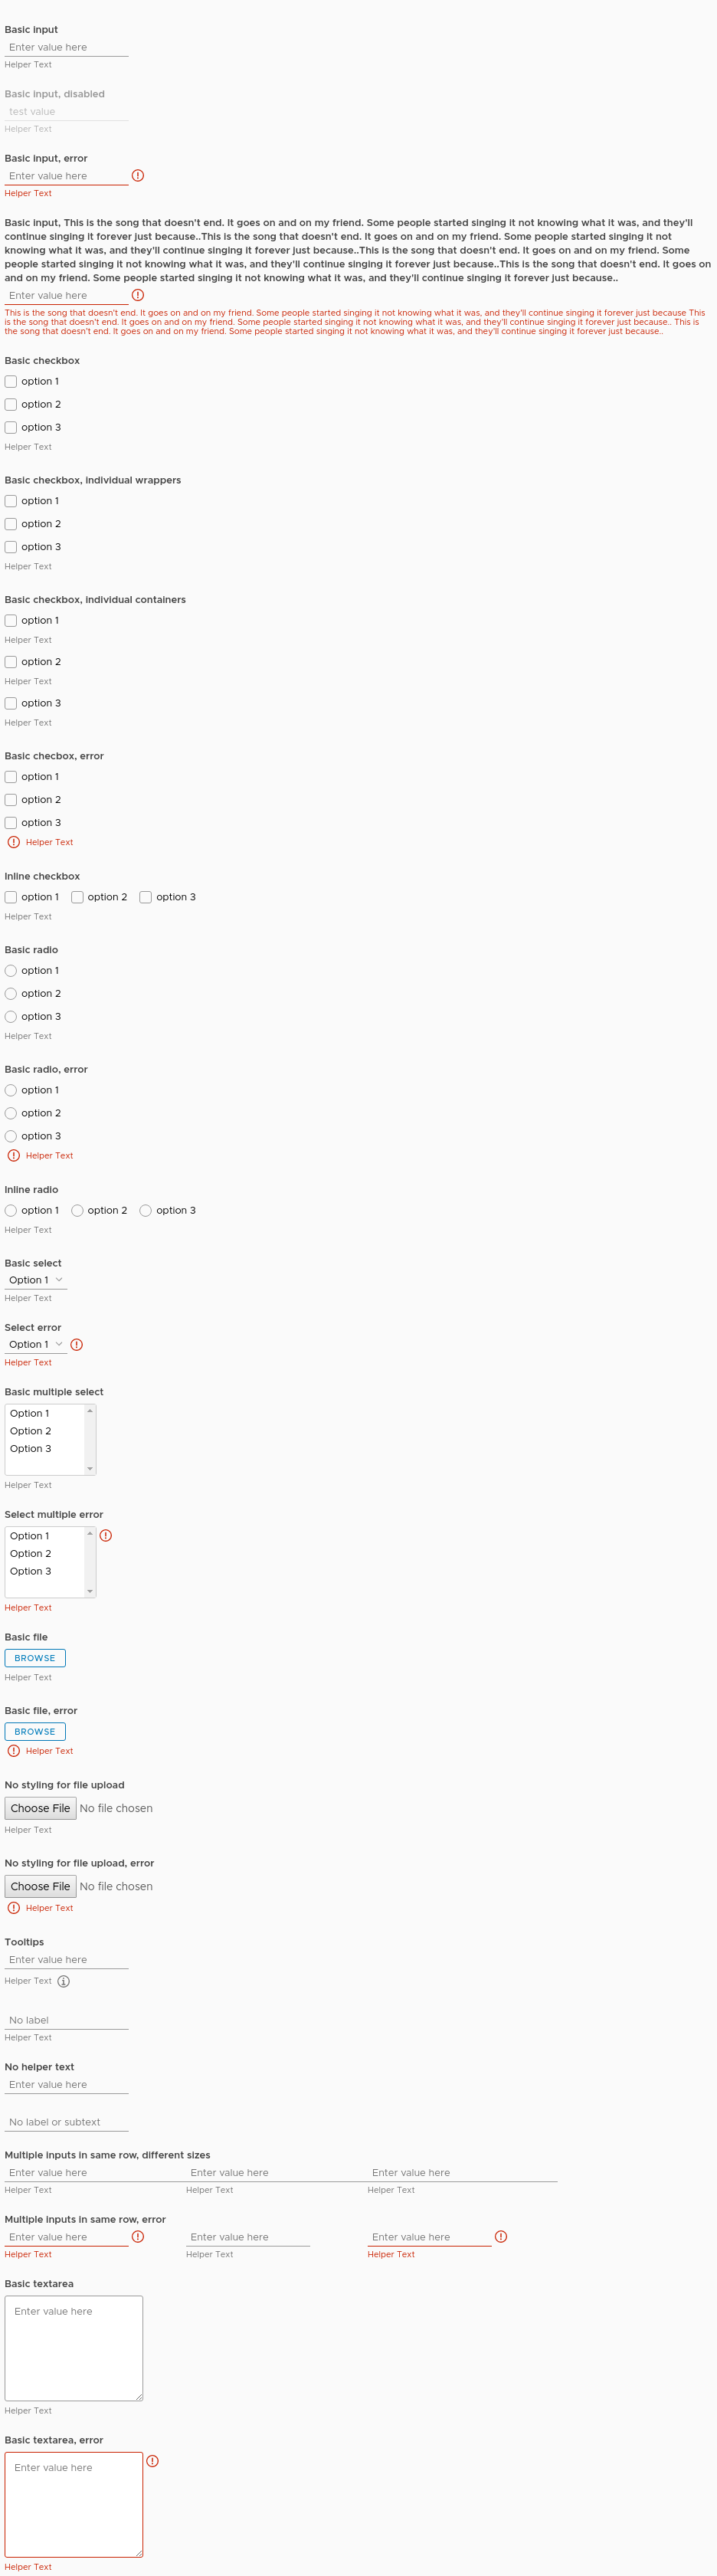 Basic input
Enter value here
Helper Text
Basic input, disabled
test value
Helper Text
Basic input, error
Enter value here
Helper Text
Basic input, This is the song that doesn't end. It goes on and on my friend. Some people started singing it not knowing what it was, and they'll
continue singing it forever just because..This is the song that doesn't end. It goes on and on my friend. Some people started singing it not
knowing what it was, and they'll continue singing it forever just because..This is the song that doesn't end. It goes on and on my friend. Some
people started singing it not knowing what it was, and they'll continue singing it forever just because..This is the song that doesn't end. It goes on
and on my friend. Some people started singing it not knowing what it was, and they'll continue singing it forever just because..
Enter value here
This is the song that doesn't end. It goes on and on my friend. Some people started singing it not knowing what it was, and they'll continue singing it forever just because This
is the song that doesn't end. It goes on and on my friend. Some people started singing it not knowing what it was, and they'll continue singing it forever just because.. This is
the song that doesn't end. It goes on and on my friend. Some people started singing it not knowing what it was, and they'll continue singing it forever just because..
Basic checkbox
option 1
option 2
option 3
Helper Text
Basic checkbox, individual wrappers
option 1
option 2
option 3
Helper Text
Basic checkbox, individual containers
option 1
Helper Text
option 2
Helper Text
option 3
Helper Text
Basic checbox, error
option 1
option 2
option 3
Helper Text
Inline checkbox
option 1 option 2 option 3
Helper Text
Basic radio
option 1
option 2
option 3
Helper Text
Basic radio, error
option 1
option 2
option 3
Helper Text
Inline radio
option 1 option 2 option 3
Helper Text
Basic select
Option 1
Helper Text
Select error
Option 1
Helper Text
Basic multiple select
Option 1
Option 2
Option 3
Helper Text
Select multiple error
Option 1
Option 2
Option 3
Helper Text
Basic file
BROWSE
Helper Text
Basic file, error
BROWSE
Helper Text
No styling for file upload
Choose File No file chosen
Helper Text
No styling for file upload, error
Choose File No file chosen
Helper Text
Tooltips
Enter value here
Helper Text
No label
Helper Text
No helper text
Enter value here
No label or subtext
Multiple inputs in same row, different sizes
Enter value here Enter value here Enter value here
Helper Text Helper Text Helper Text
Multiple inputs in same row, error
Enter value here Enter value here Enter value here
Helper Text Helper Text Helper Text
Basic textarea
Enter value here
Helper Text
Basic textarea, error
Enter value here
Helper Text